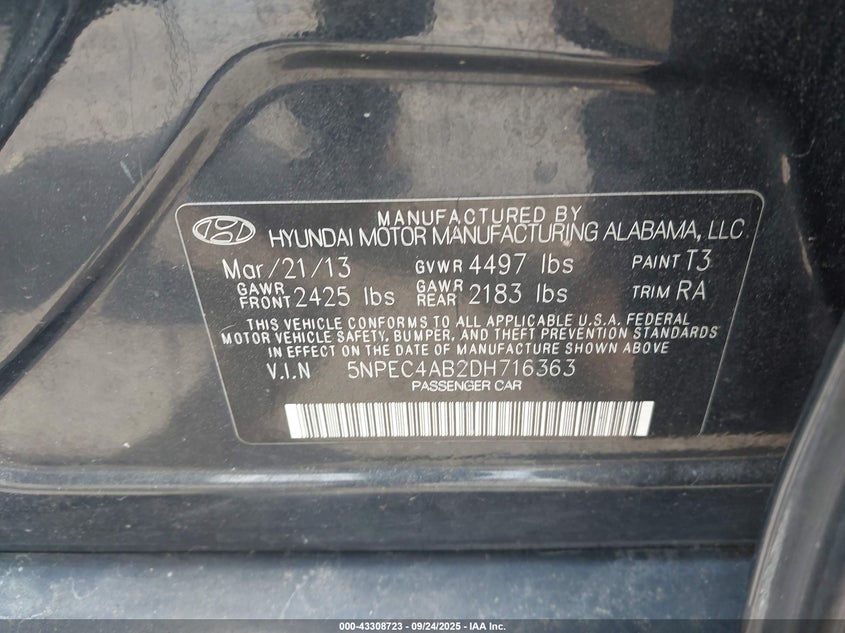 MANUFACTURED BY
HYUNDAI MOTOR MANUFACTURING ALABAMA, LLC
Mar/21/13 GVWR 4497 lbs PAINT T3
GAWR FRONT 2425 lbs GAWR REAR 2183 lbs TRIM RA
THIS VEHICLE CONFORMS TO ALL APPLICABLE U.S.A. FEDERAL
MOTOR VEHICLE SAFETY, BUMPER, AND THEFT PREVENTION STANDARDS
IN EFFECT ON THE DATE OF MANUFACTURE SHOWN ABOVE
V.I.N 5NPEC4AB2DH716363
PASSENGER CAR
000-43308723 - 09/24/2025 - IAA Inc.